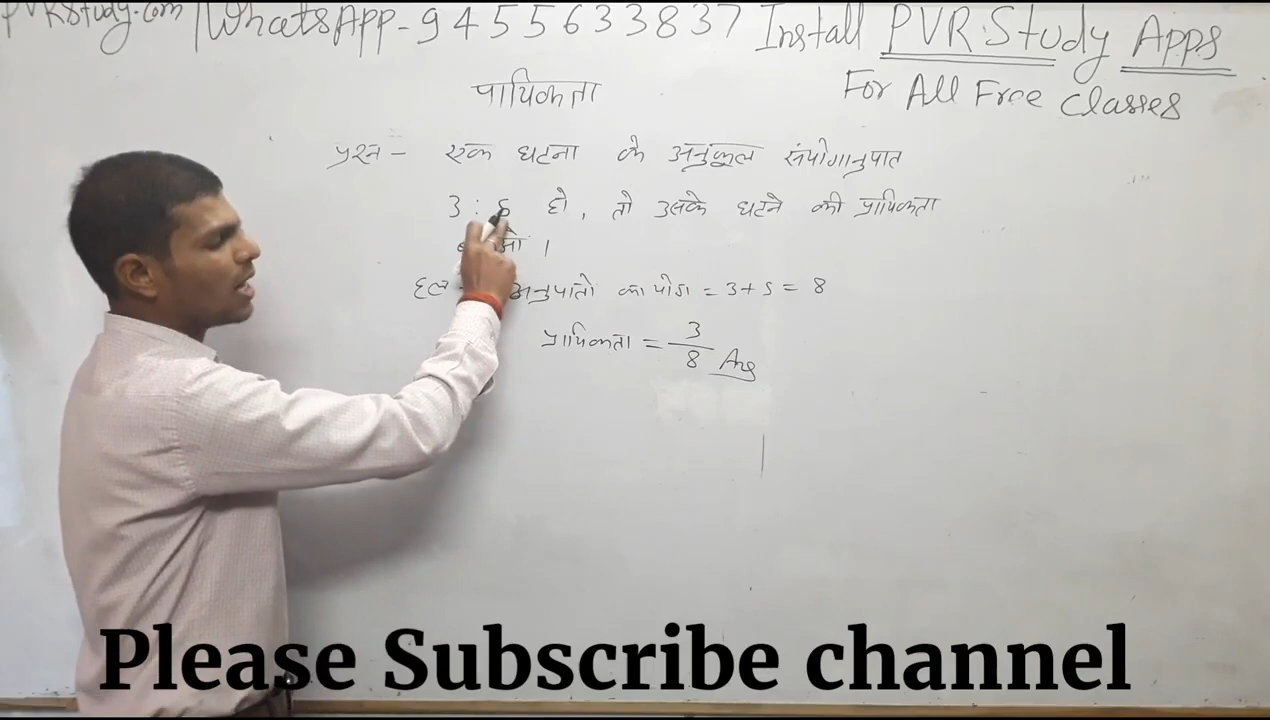 PVRStudy.com |WhatsApp-9455633837 Install PVR Study Apps
For All Free Classes
प्रायिकता
प्रश्न - एक घटना के अनुकूल संयोगानुपात
3 : 5 हो, तो उसके घटने की प्रायिकता
।
हल अनुपातो का योग = 3+5 = 8
प्रायिकता = 3/8 Ans
Please Subscribe channel